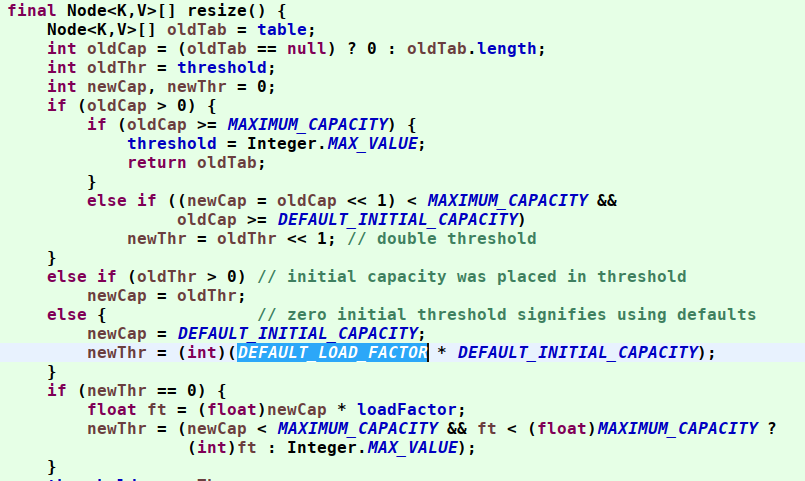 final Node<K,V>[] resize() {
    Node<K,V>[] oldTab = table;
    int oldCap = (oldTab == null) ? 0 : oldTab.length;
    int oldThr = threshold;
    int newCap, newThr = 0;
    if (oldCap > 0) {
        if (oldCap >= MAXIMUM_CAPACITY) {
            threshold = Integer.MAX_VALUE;
            return oldTab;
        }
        else if ((newCap = oldCap << 1) < MAXIMUM_CAPACITY &&
                 oldCap >= DEFAULT_INITIAL_CAPACITY)
            newThr = oldThr << 1; // double threshold
    }
    else if (oldThr > 0) // initial capacity was placed in threshold
        newCap = oldThr;
    else {               // zero initial threshold signifies using defaults
        newCap = DEFAULT_INITIAL_CAPACITY;
        newThr = (int)(DEFAULT_LOAD_FACTOR * DEFAULT_INITIAL_CAPACITY);
    }
    if (newThr == 0) {
        float ft = (float)newCap * loadFactor;
        newThr = (newCap < MAXIMUM_CAPACITY && ft < (float)MAXIMUM_CAPACITY ?
                  (int)ft : Integer.MAX_VALUE);
    }